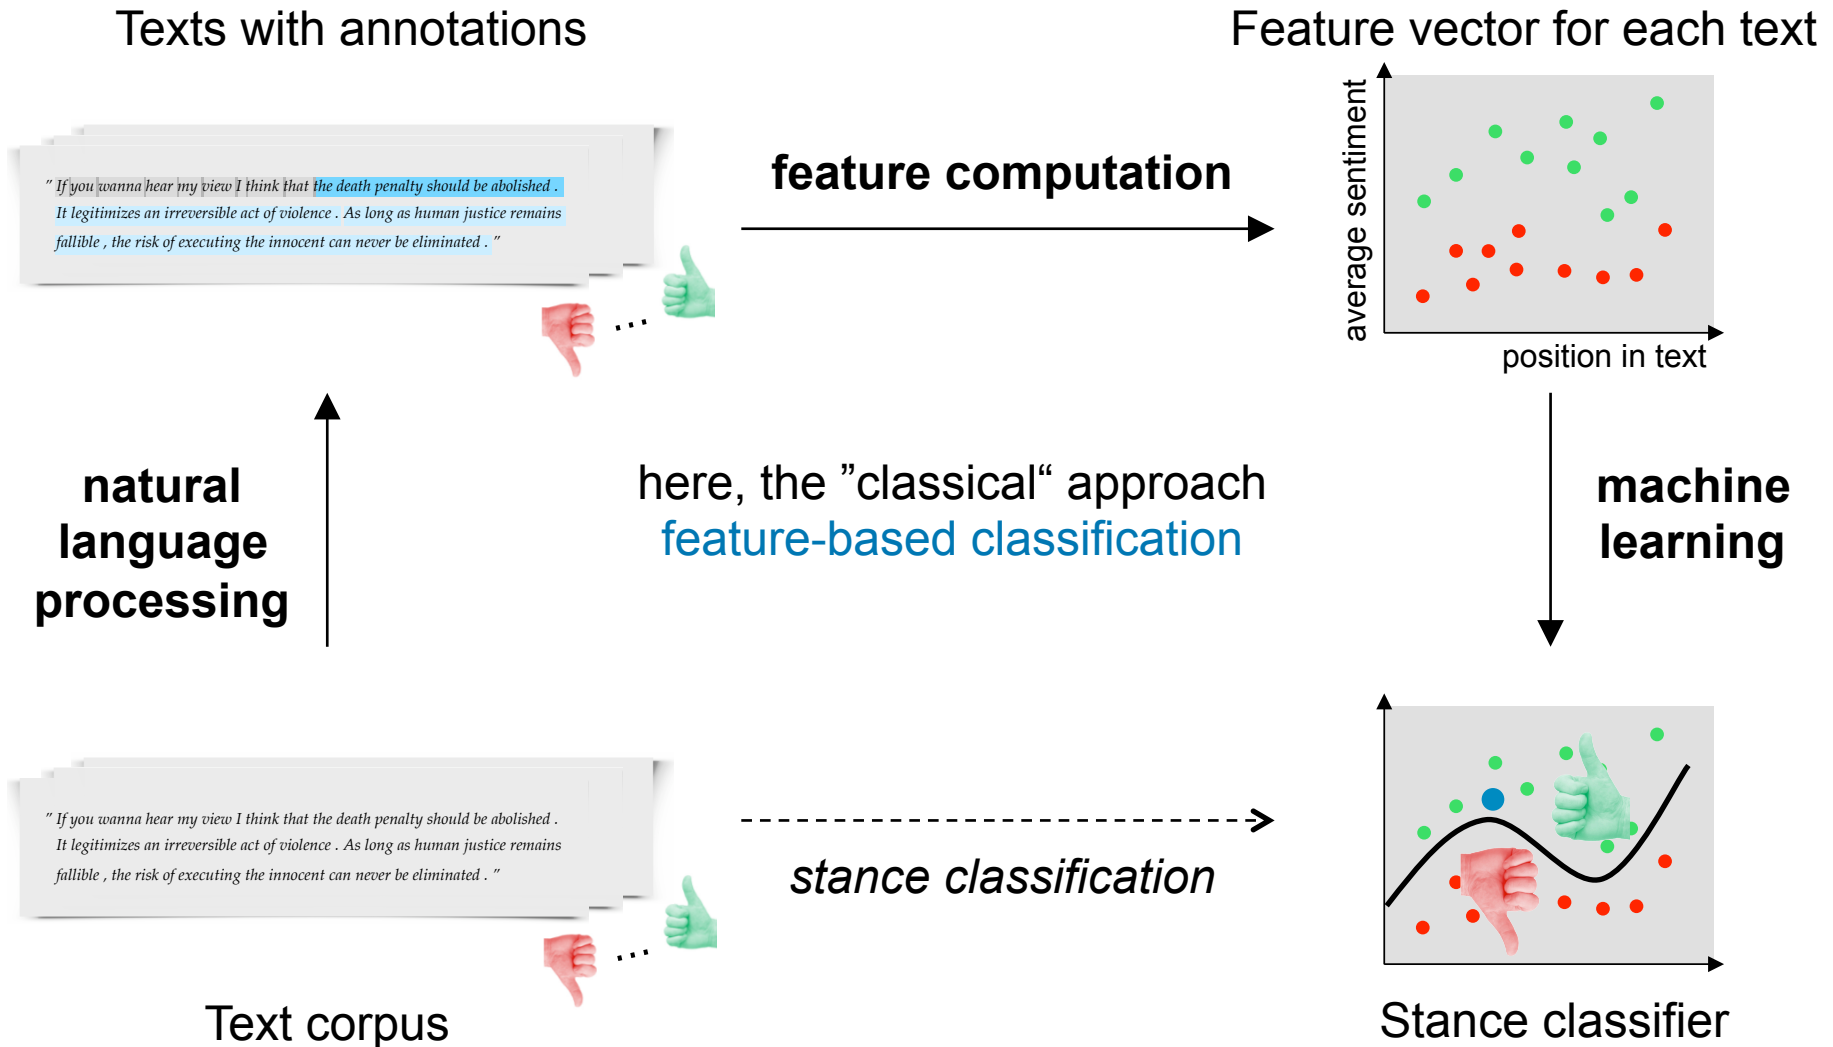 Texts with annotations
Feature vector for each text
" If you wanna hear my view I think that the death penalty should be abolished .
It legitimizes an irreversible act of violence . As long as human justice remains
fallible , the risk of executing the innocent can never be eliminated . "
...
feature computation
average sentiment
position in text
natural
language
processing
here, the ”classical“ approach
feature-based classification
machine
learning
" If you wanna hear my view I think that the death penalty should be abolished .
It legitimizes an irreversible act of violence . As long as human justice remains
fallible , the risk of executing the innocent can never be eliminated . "
...
stance classification
Text corpus
Stance classifier